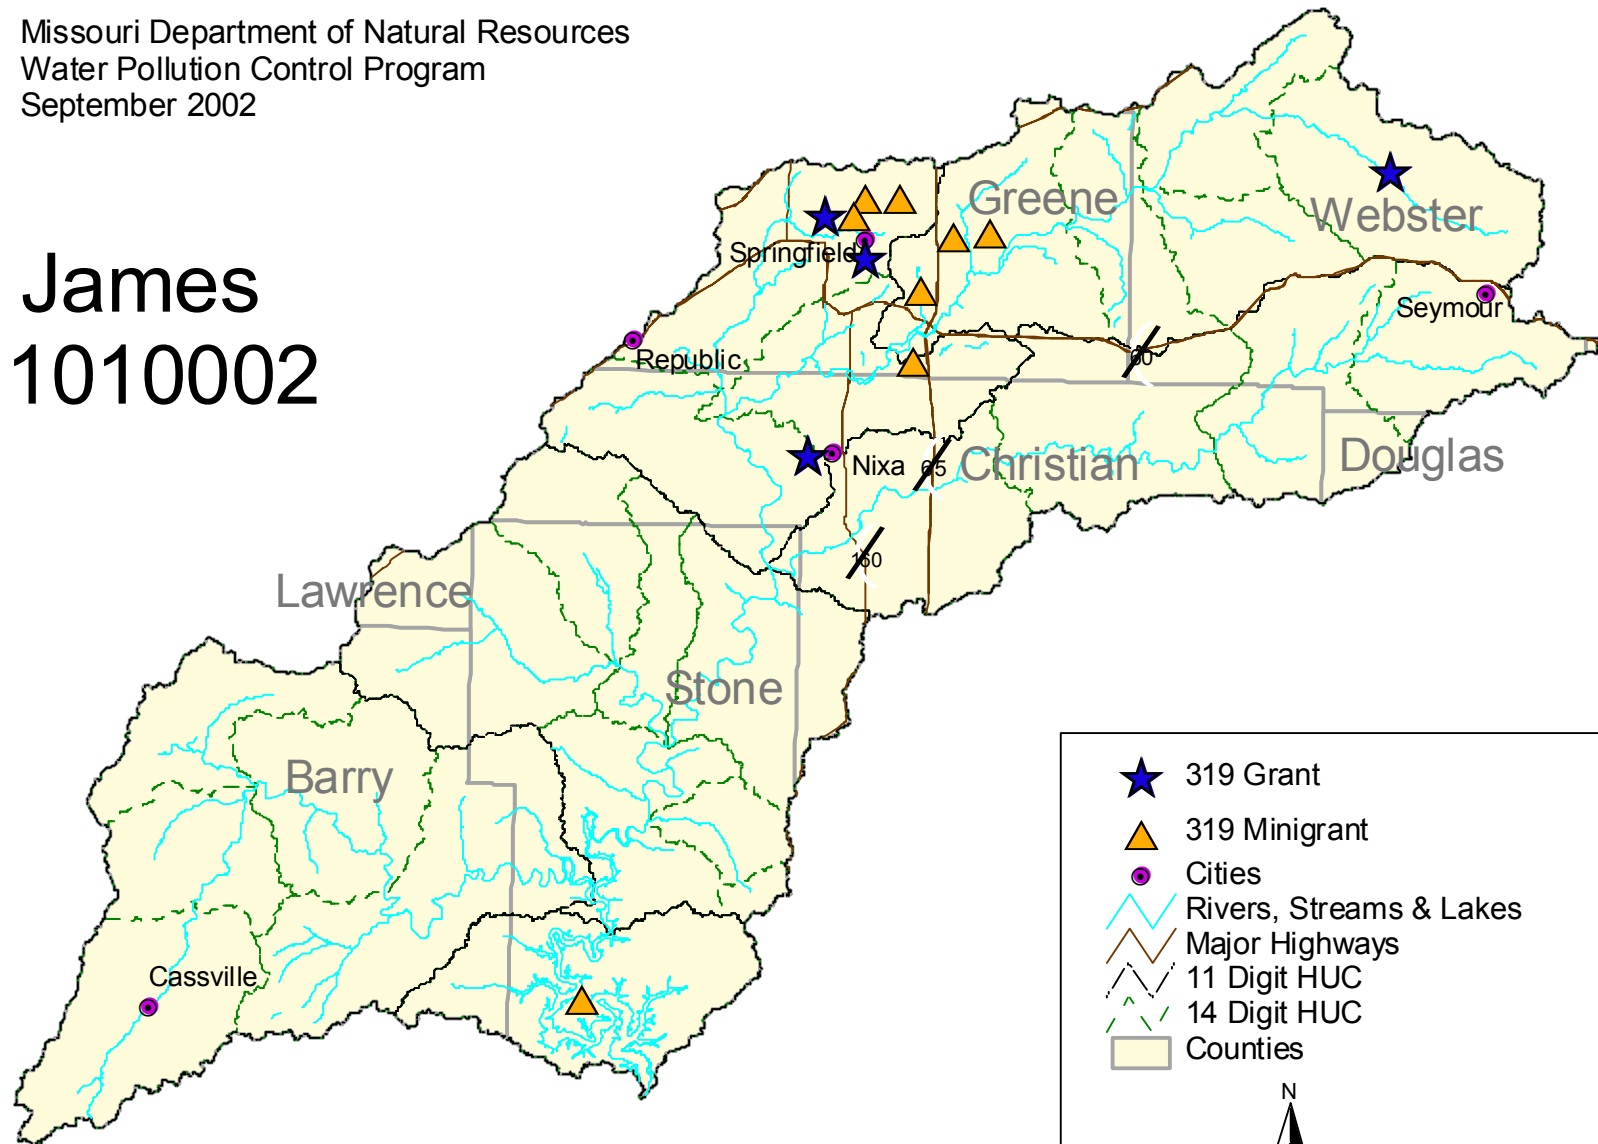 Missouri Department of Natural Resources
Water Pollution Control Program
September 2002
James
1010002
Greene
Webster
Springfield
Seymour
Republic
60
Nixa
65
Christian
Douglas
160
Lawrence
Stone
Barry
Cassville
319 Grant
319 Minigrant
Cities
Rivers, Streams & Lakes
Major Highways
11 Digit HUC
14 Digit HUC
Counties
N